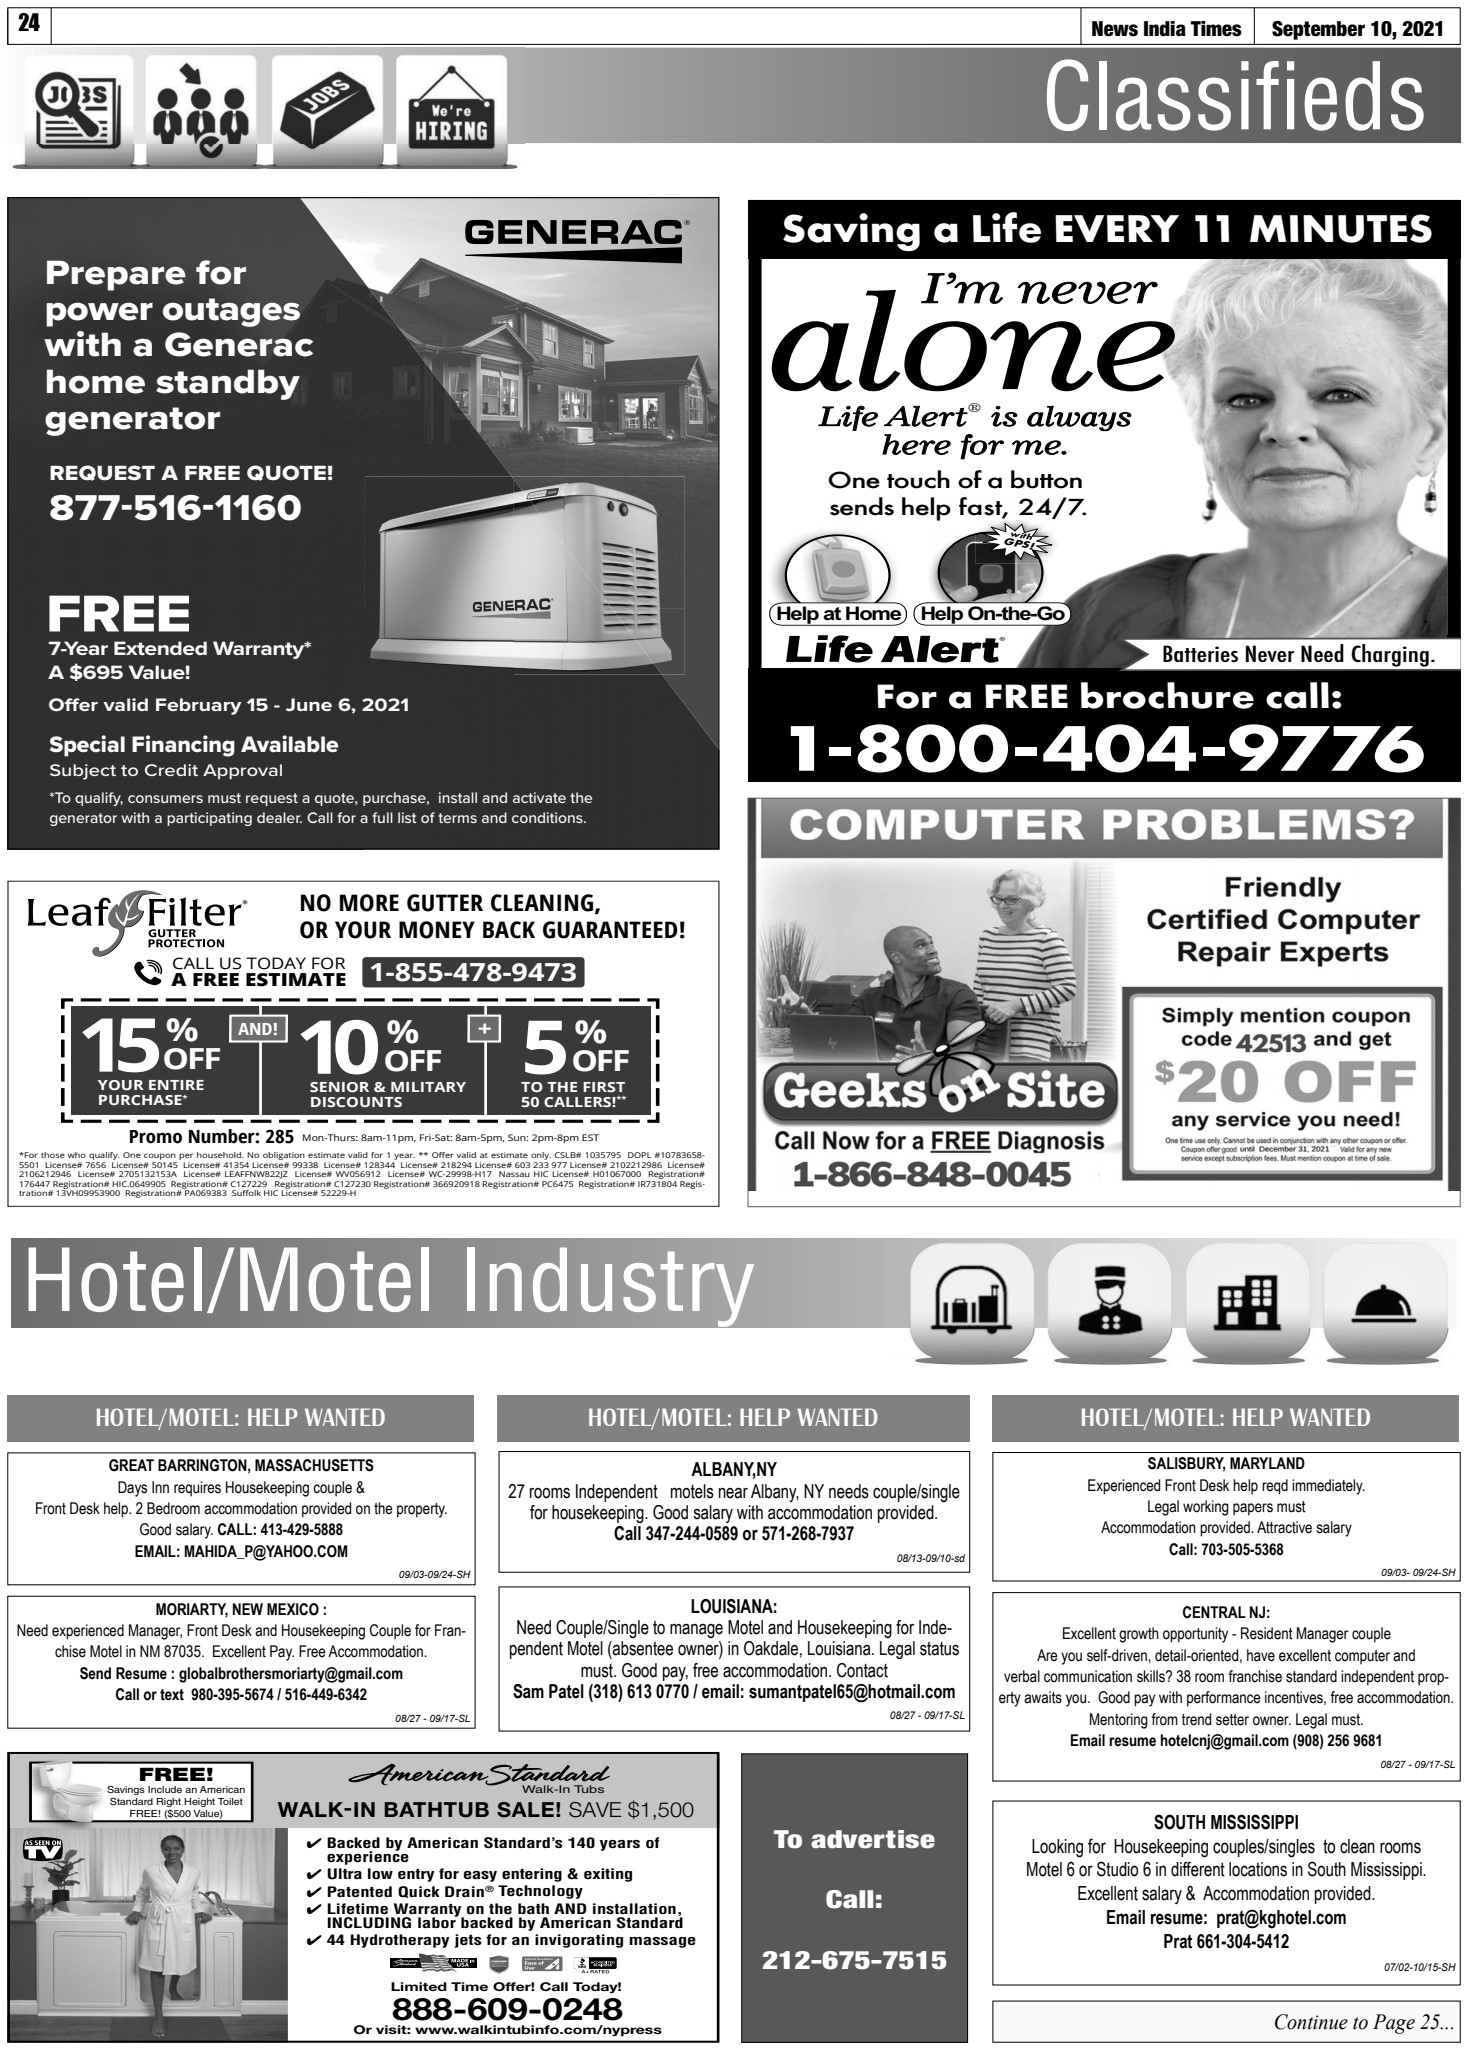 24
News India Times
September 10, 2021
JOBS
JOBS
We're
HIRING
Classifieds
GENERAC®
Prepare for
power outages
with a Generac
home standby
generator
REQUEST A FREE QUOTE!
877-516-1160
GENERAC
FREE
7-Year Extended Warranty*
A $695 Value!
Offer valid February 15 - June 6, 2021
Special Financing Available
Subject to Credit Approval
*To qualify, consumers must request a quote, purchase, install and activate the
generator with a participating dealer. Call for a full list of terms and conditions.
LeafFilter®
GUTTER
PROTECTION
NO MORE GUTTER CLEANING,
OR YOUR MONEY BACK GUARANTEED!
CALL US TODAY FOR
A FREE ESTIMATE
1-855-478-9473
15% OFF
YOUR ENTIRE
PURCHASE*
AND!
10% OFF
SENIOR & MILITARY
DISCOUNTS
+
5% OFF
TO THE FIRST
50 CALLERS!**
Promo Number: 285 Mon-Thurs: 8am-11pm, Fri-Sat: 8am-5pm, Sun: 2pm-8pm EST
*For those who qualify. One coupon per household. No obligation estimate valid for 1 year. ** Offer valid at estimate only. CSLB# 1035795 DOPL #10783658-
5501 License# 7656 License# 50145 License# 41354 License# 99338 License# 128344 License# 218294 License# 603 233 977 License# 2102212986 License#
2106212946 License# 2705132153A License# LEAFFNW822JZ License# WV056912 License# WC-29998-H17 Nassau HIC License# H01067000 Registration#
176447 Registration# HIC.0649905 Registration# C127229 Registration# C127230 Registration# 366920918 Registration# PC6475 Registration# IR731804 Regis-
tration# 13VH09953900 Registration# PA069383 Suffolk HIC License# 52229-H
Saving a Life EVERY 11 MINUTES
I'm never
alone
Life Alert® is always
here for me.
One touch of a button
sends help fast, 24/7.
with
GPS!
Help at Home
Help On-the-Go
Life Alert®
Batteries Never Need Charging.
For a FREE brochure call:
1-800-404-9776
COMPUTER PROBLEMS?
Friendly
Certified Computer
Repair Experts
Geeks on Site
Call Now for a FREE Diagnosis
1-866-848-0045
Simply mention coupon
code 42513 and get
$20 OFF
any service you need!
One time use only. Cannot be used in conjunction with any other coupon or offer.
Coupon offer good until December 31, 2021 Valid for any new
service except subscription fees. Must mention coupon at time of sale.
Hotel/Motel Industry
HOTEL/MOTEL: HELP WANTED
GREAT BARRINGTON, MASSACHUSETTS
Days Inn requires Housekeeping couple &
Front Desk help. 2 Bedroom accommodation provided on the property.
Good salary. CALL: 413-429-5888
EMAIL: MAHIDA_P@YAHOO.COM
09/03-09/24-SH
MORIARTY, NEW MEXICO :
Need experienced Manager, Front Desk and Housekeeping Couple for Fran-
chise Motel in NM 87035. Excellent Pay. Free Accommodation.
Send Resume : globalbrothersmoriarty@gmail.com
Call or text 980-395-5674 / 516-449-6342
08/27 - 09/17-SL
HOTEL/MOTEL: HELP WANTED
ALBANY,NY
27 rooms Independent motels near Albany, NY needs couple/single
for housekeeping. Good salary with accommodation provided.
Call 347-244-0589 or 571-268-7937
08/13-09/10-sd
LOUISIANA:
Need Couple/Single to manage Motel and Housekeeping for Inde-
pendent Motel (absentee owner) in Oakdale, Louisiana. Legal status
must. Good pay, free accommodation. Contact
Sam Patel (318) 613 0770 / email: sumantpatel65@hotmail.com
08/27 - 09/17-SL
HOTEL/MOTEL: HELP WANTED
SALISBURY, MARYLAND
Experienced Front Desk help reqd immediately.
Legal working papers must
Accommodation provided. Attractive salary
Call: 703-505-5368
09/03- 09/24-SH
CENTRAL NJ:
Excellent growth opportunity - Resident Manager couple
Are you self-driven, detail-oriented, have excellent computer and
verbal communication skills? 38 room franchise standard independent prop-
erty awaits you. Good pay with performance incentives, free accommodation.
Mentoring from trend setter owner. Legal must.
Email resume hotelcnj@gmail.com (908) 256 9681
08/27 - 09/17-SL
SOUTH MISSISSIPPI
Looking for Housekeeping couples/singles to clean rooms
Motel 6 or Studio 6 in different locations in South Mississippi.
Excellent salary & Accommodation provided.
Email resume: prat@kghotel.com
Prat 661-304-5412
07/02-10/15-SH
Continue to Page 25...
FREE!
Savings Include an American
Standard Right Height Toilet
FREE! ($500 Value)
American Standard
Walk-In Tubs
WALK-IN BATHTUB SALE! SAVE $1,500
AS SEEN ON
TV
✔ Backed by American Standard's 140 years of
experience
✔ Ultra low entry for easy entering & exiting
✔ Patented Quick Drain® Technology
✔ Lifetime Warranty on the bath AND installation,
INCLUDING labor backed by American Standard
✔ 44 Hydrotherapy jets for an invigorating massage
Limited Time Offer! Call Today!
888-609-0248
Or visit: www.walkintubinfo.com/nypress
To advertise
Call:
212-675-7515